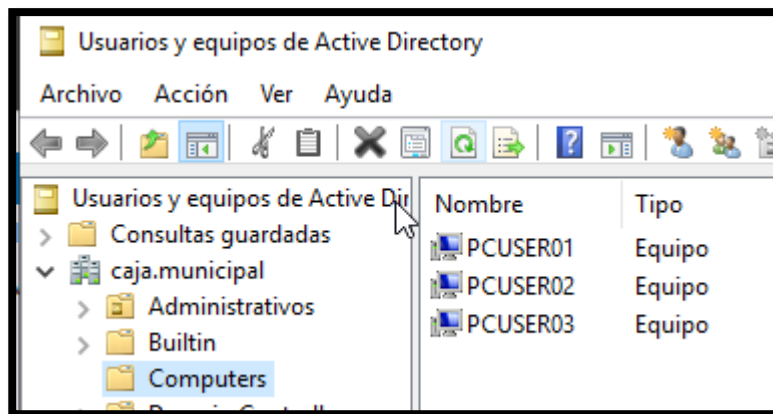 Usuarios y equipos de Active Directory
Archivo Acción Ver Ayuda
Usuarios y equipos de Active Dir
Nombre Tipo
Consultas guardadas
PCUSER01 Equipo
caja.municipal
PCUSER02 Equipo
Administrativos
PCUSER03 Equipo
Builtin
Computers